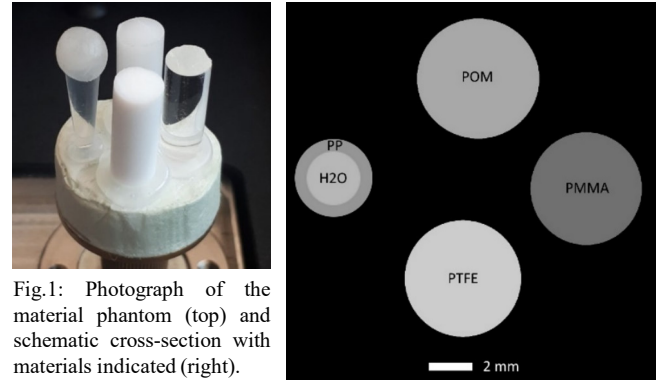 POM
PP
H2O
PMMA
PTFE
2 mm
Fig.1: Photograph of the
material phantom (top) and
schematic cross-section with
materials indicated (right).